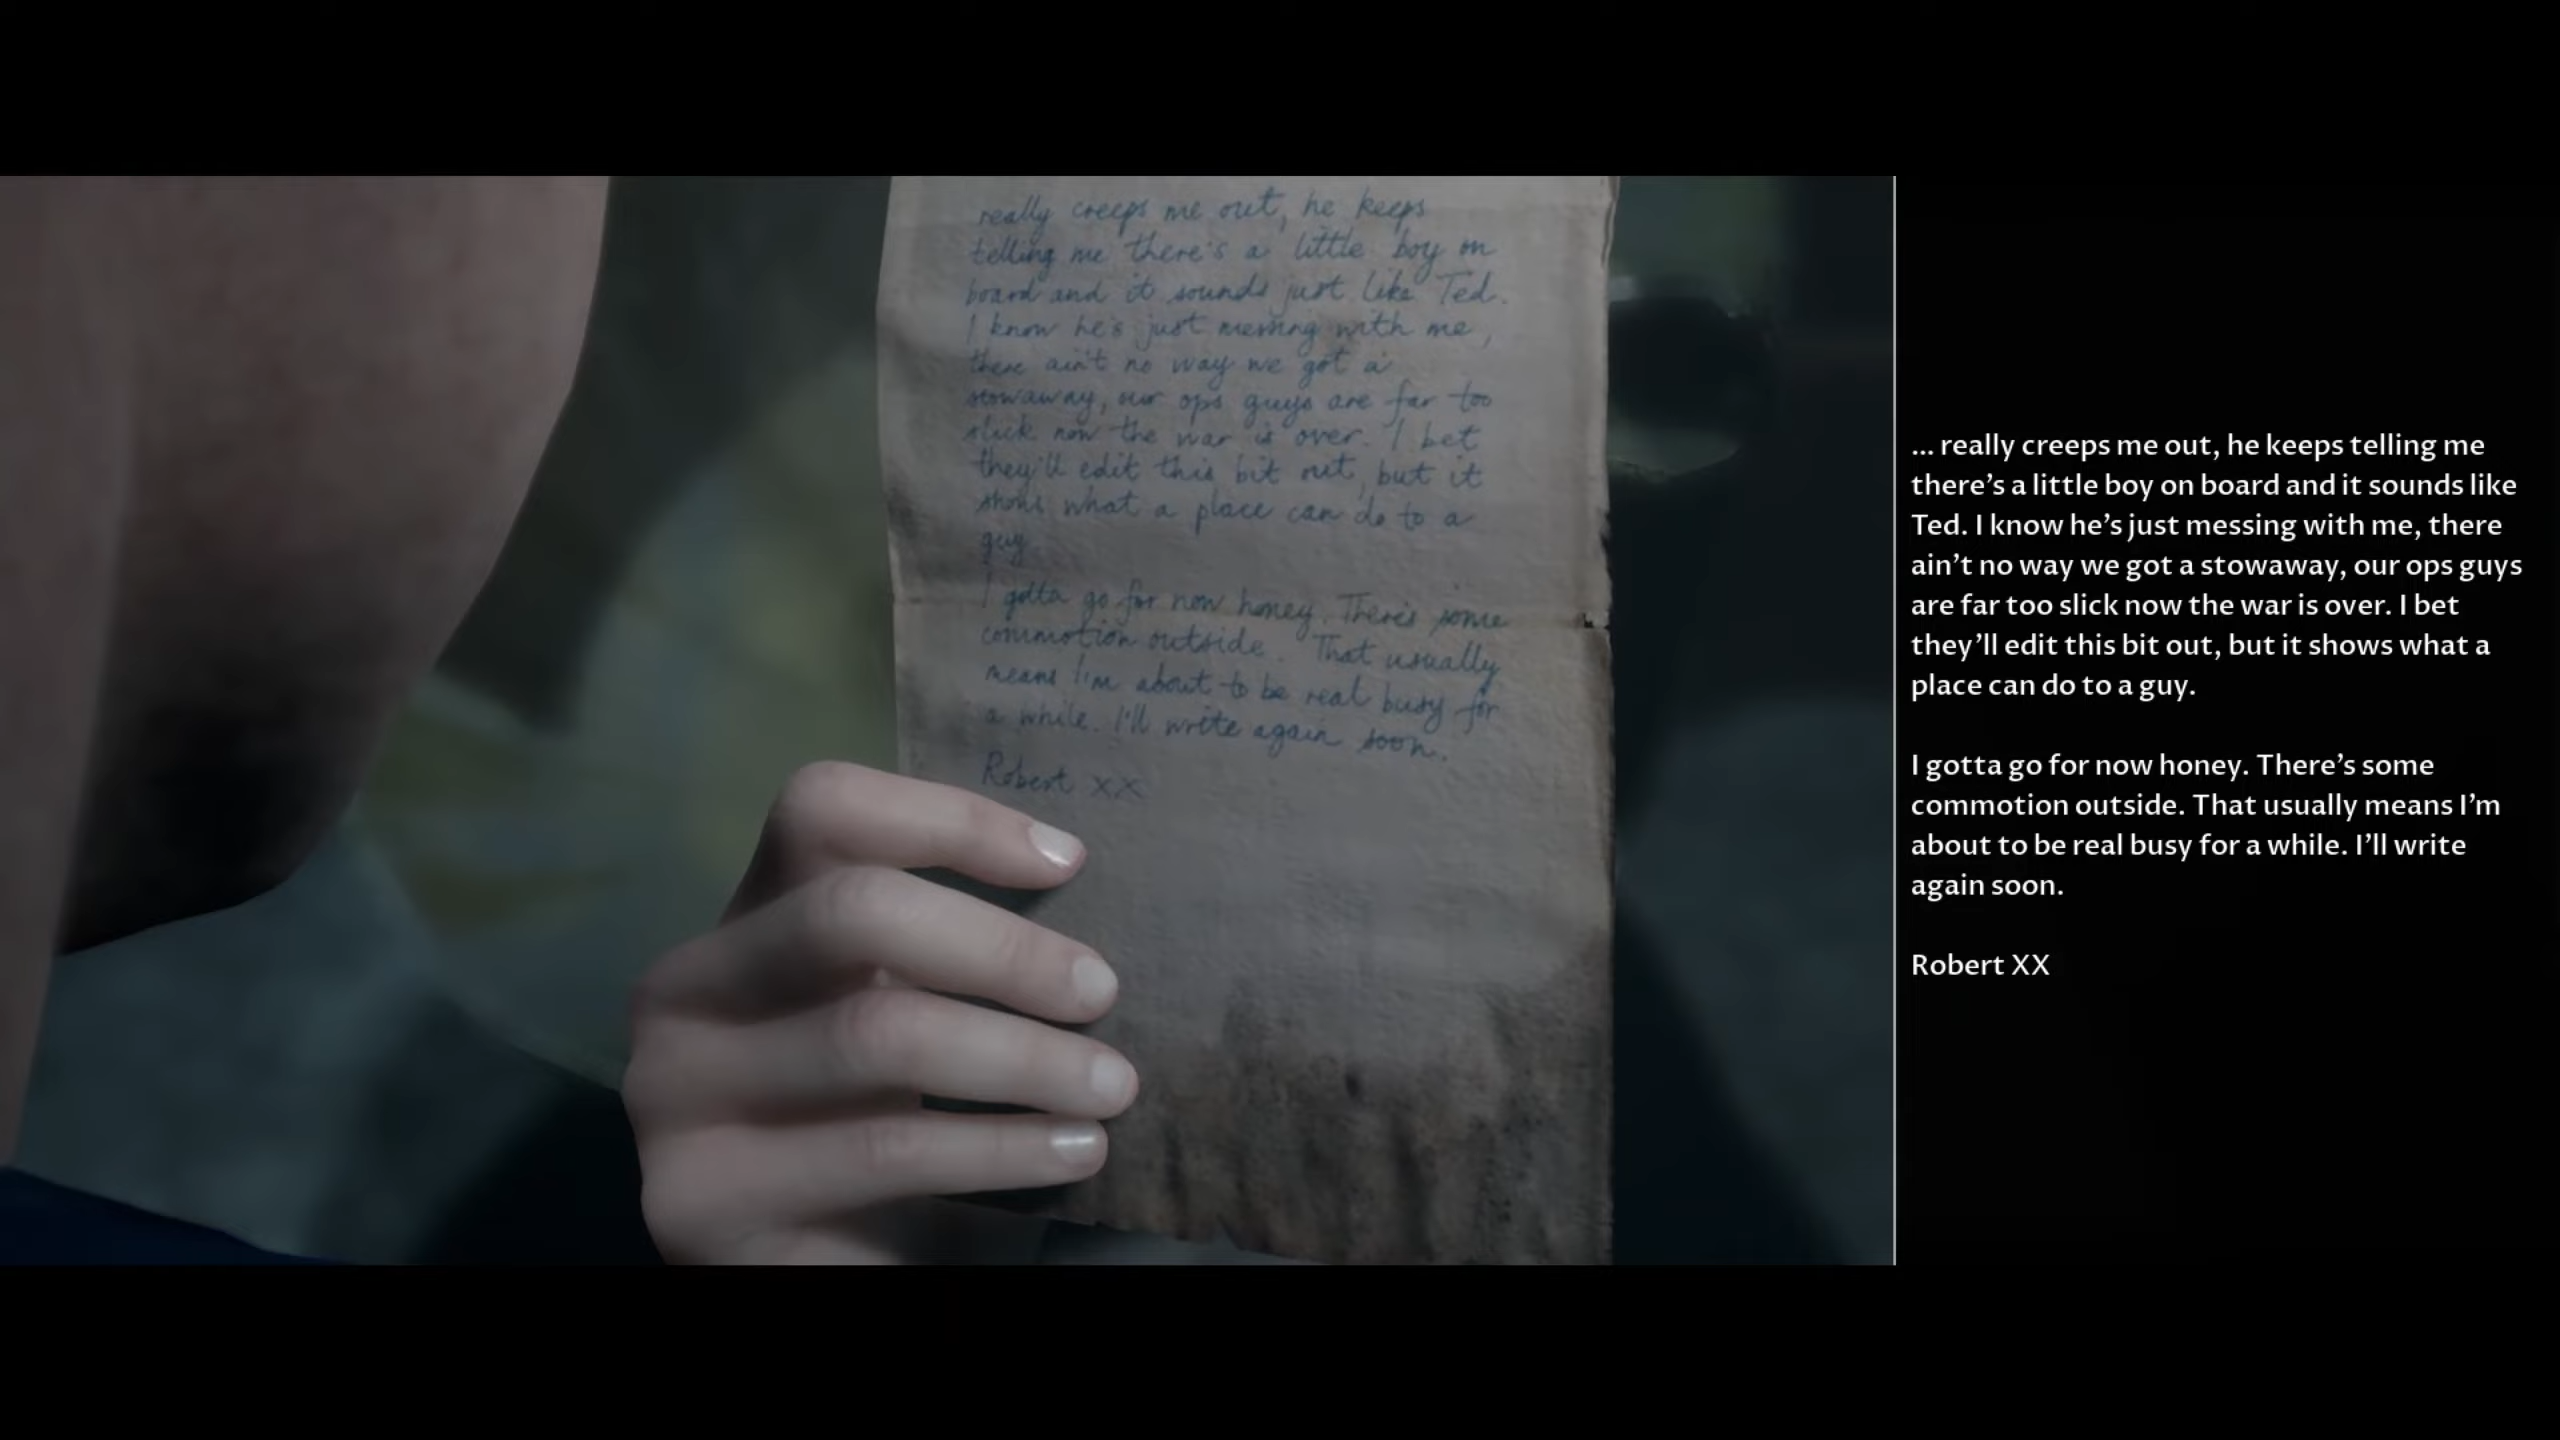 really creeps me out, he keeps
telling me there's a little boy on
board and it sounds just like Ted.
I know he's just messing with me,
there ain't no way we got a
stowaway, our ops guys are far too
slick now the war is over. I bet
they'll edit this bit out, but it
shows what a place can do to a
guy.
I gotta go for now honey. There's some
commotion outside. That usually
means I'm about to be real busy for
a while. I'll write again soon.
Robert XX
... really creeps me out, he keeps telling me
there's a little boy on board and it sounds like
Ted. I know he's just messing with me, there
ain't no way we got a stowaway, our ops guys
are far too slick now the war is over. I bet
they'll edit this bit out, but it shows what a
place can do to a guy.
I gotta go for now honey. There's some
commotion outside. That usually means I'm
about to be real busy for a while. I'll write
again soon.
Robert XX